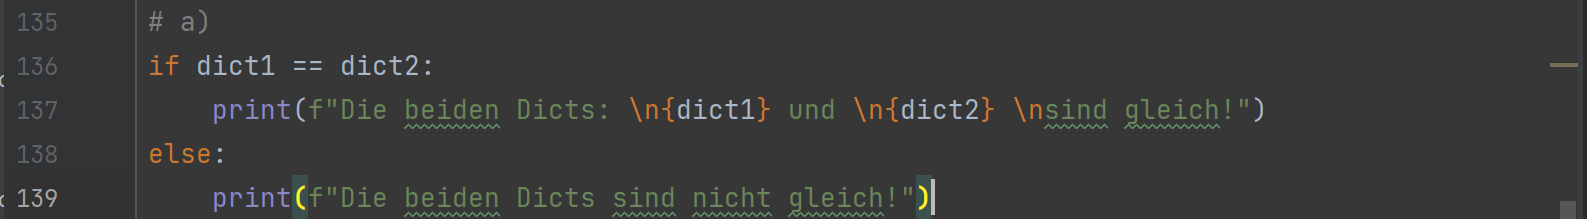 135 # a)
136 if dict1 == dict2:
137     print(f"Die beiden Dicts: \n{dict1} und \n{dict2} \nsind gleich!")
138 else:
139     print(f"Die beiden Dicts sind nicht gleich!")